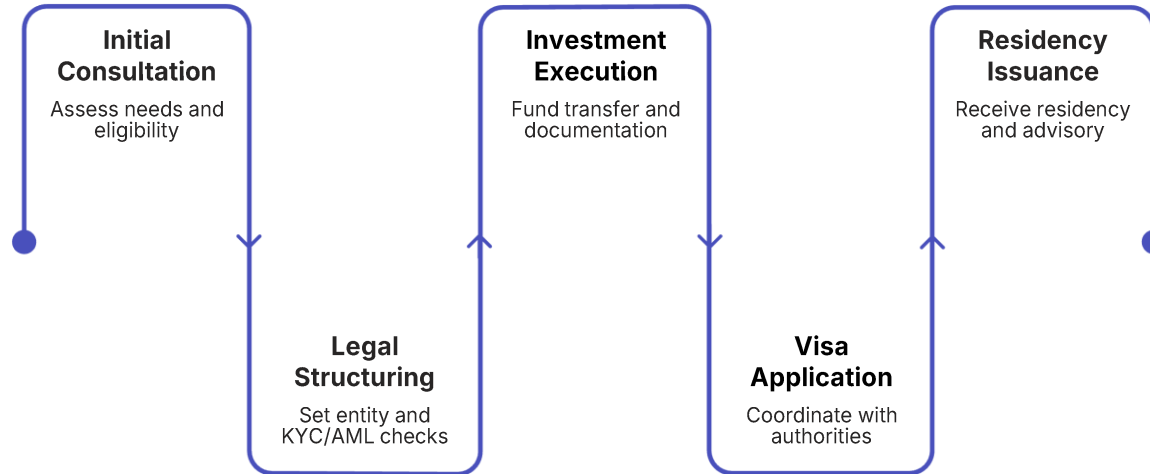 Initial
Consultation
Assess needs and
eligibility
Legal
Structuring
Set entity and
KYC/AML checks
Investment
Execution
Fund transfer and
documentation
Visa
Application
Coordinate with
authorities
Residency
Issuance
Receive residency
and advisory